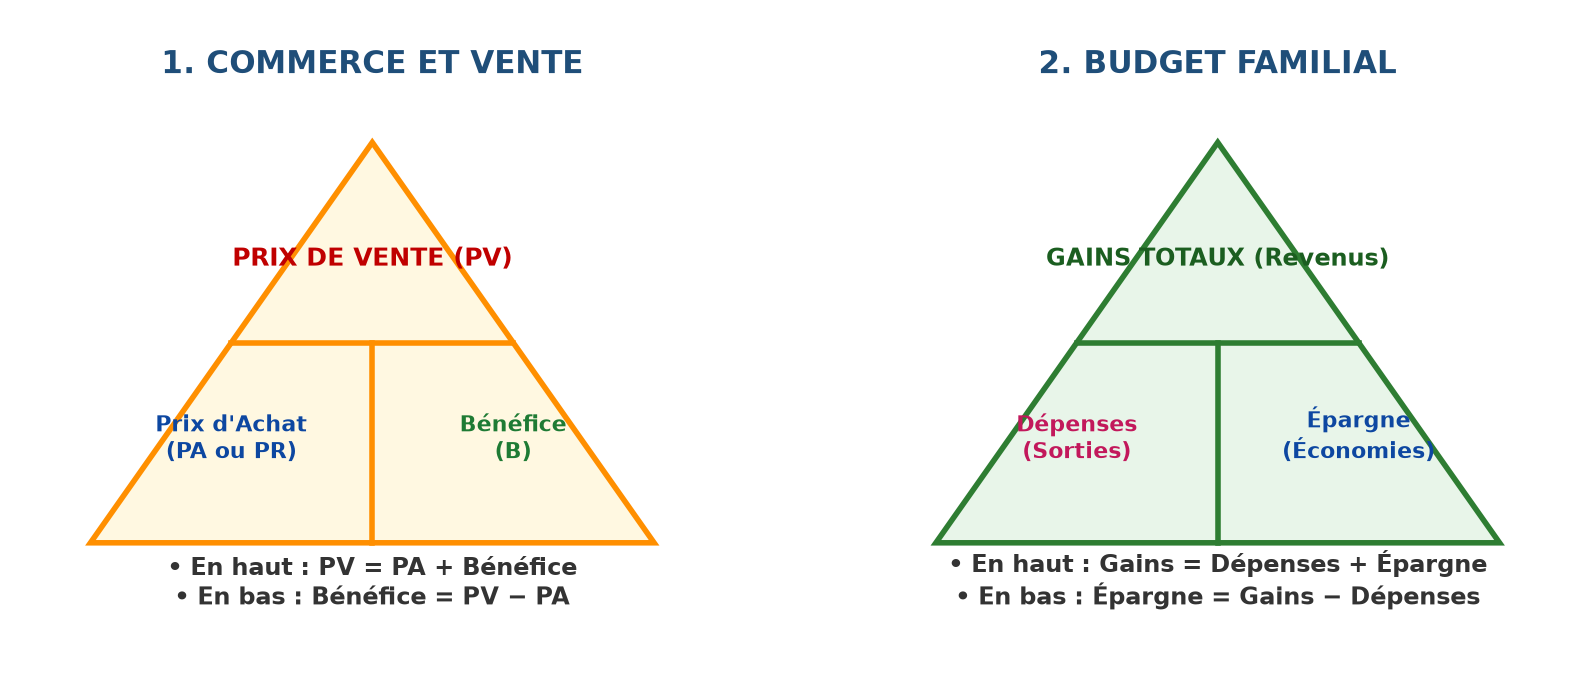 1. COMMERCE ET VENTE
PRIX DE VENTE (PV)
Prix d'Achat
(PA ou PR)
Bénéfice
(B)
• En haut : PV = PA + Bénéfice
• En bas : Bénéfice = PV − PA
2. BUDGET FAMILIAL
GAINS TOTAUX (Revenus)
Dépenses
(Sorties)
Épargne
(Économies)
• En haut : Gains = Dépenses + Épargne
• En bas : Épargne = Gains − Dépenses